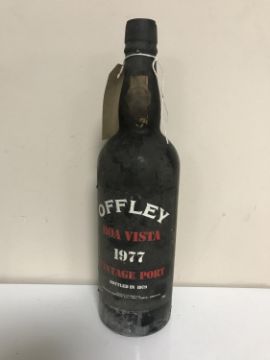 OFFLEY
BOA VISTA
1977
VINTAGE PORT
BOTTLED IN 1979